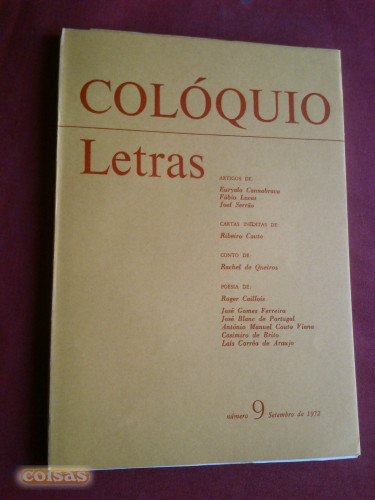 COLÓQUIO
Letras
ARTIGOS DE:
Euryalo Cannabrava
Fábio Lucas
Joel Serrão
CARTAS INÉDITAS DE:
Ribeiro Couto
CONTO DE:
Rachel de Queiroz
POESIA DE:
Roger Caillois
José Gomes Ferreira
José Blanc de Portugal
António Manuel Couto Viana
Casimiro de Brito
Luís Corrêa de Araujo
número 9 Setembro de 1972
coisas